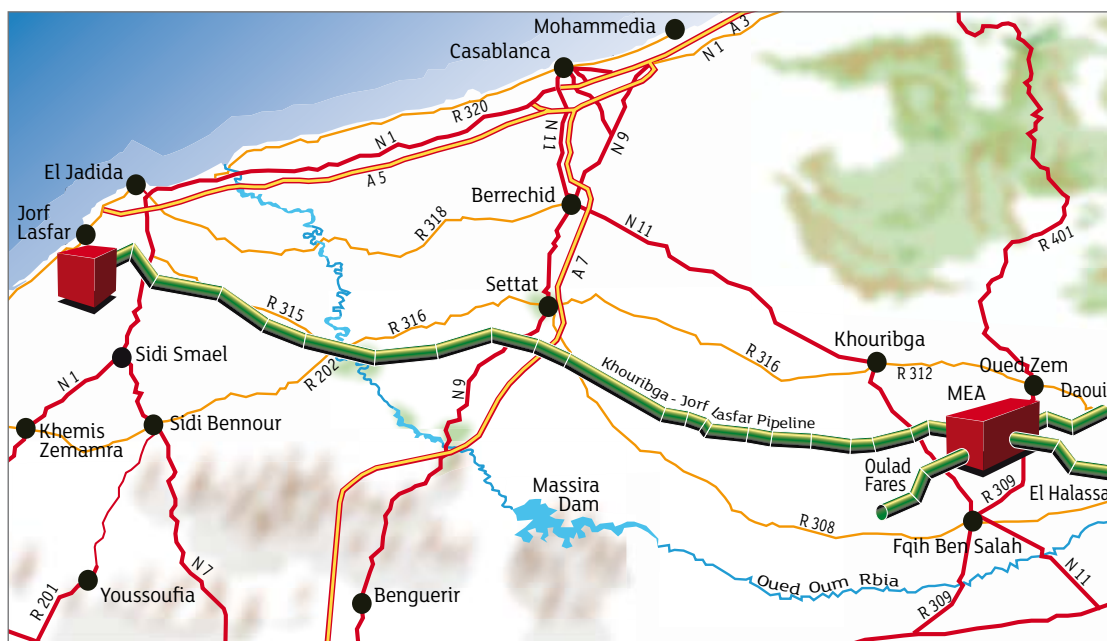 Mohammedia
A 3
N 1
Casablanca
R 320
N 1
N 11
N 9
El Jadida
A 5
Jorf
Lasfar
Berrechid
R 318
N 11
R 401
A 7
Settat
R 315
R 316
Khouribga
R 316
Sidi Smael
R 202
R 312
Oued Zem
N 1
N 9
MEA
Daoui
Khouribga - Jorf Lasfar Pipeline
Khemis
Zemamra
Sidi Bennour
Oulad
Fares
El Halassa
R 309
Massira
Dam
R 308
Fqih Ben Salah
N 7
Oued Oum Rbia
N 11
R 201
Youssoufia
Benguerir
R 309